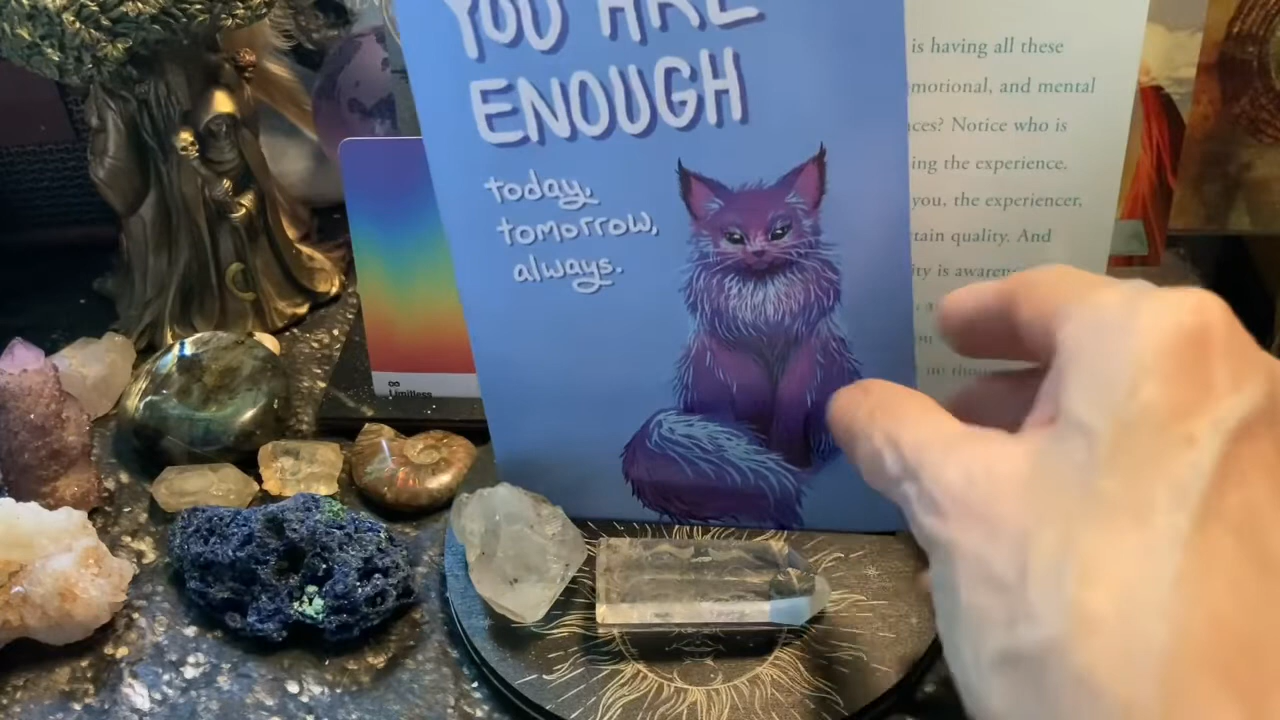 YOU ARE
ENOUGH
today,
tomorrow,
always.
∞
Limitless
is having all these
motional, and mental
ces? Notice who is
ing the experience.
you, the experiencer,
tain quality. And
ity is